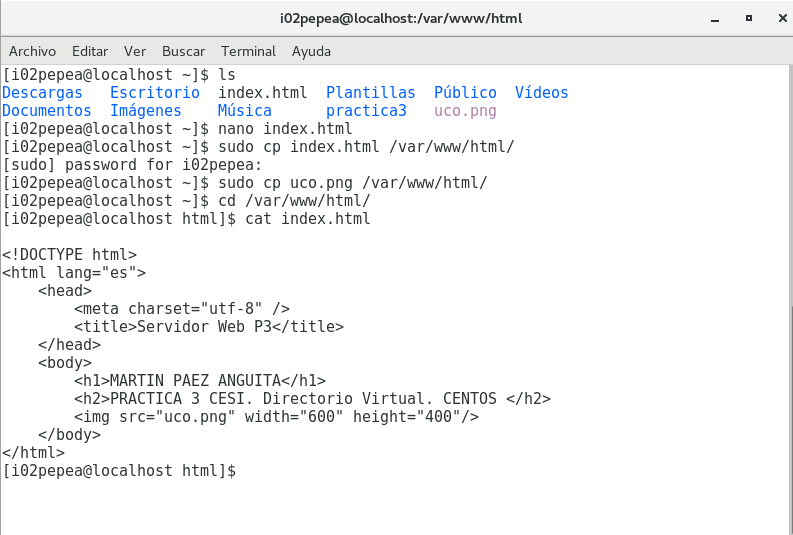 i02pepea@localhost:/var/www/html
Archivo Editar Ver Buscar Terminal Ayuda
[i02pepea@localhost ~]$ ls
Descargas   Escritorio  index.html  Plantillas  Público  Vídeos
Documentos  Imágenes    Música      practica3   uco.png
[i02pepea@localhost ~]$ nano index.html
[i02pepea@localhost ~]$ sudo cp index.html /var/www/html/
[sudo] password for i02pepea:
[i02pepea@localhost ~]$ sudo cp uco.png /var/www/html/
[i02pepea@localhost ~]$ cd /var/www/html/
[i02pepea@localhost html]$ cat index.html
<!DOCTYPE html>
<html lang="es">
    <head>
        <meta charset="utf-8" />
        <title>Servidor Web P3</title>
    </head>
    <body>
        <h1>MARTIN PAEZ ANGUITA</h1>
        <h2>PRACTICA 3 CESI. Directorio Virtual. CENTOS </h2>
        <img src="uco.png" width="600" height="400"/>
    </body>
</html>
[i02pepea@localhost html]$